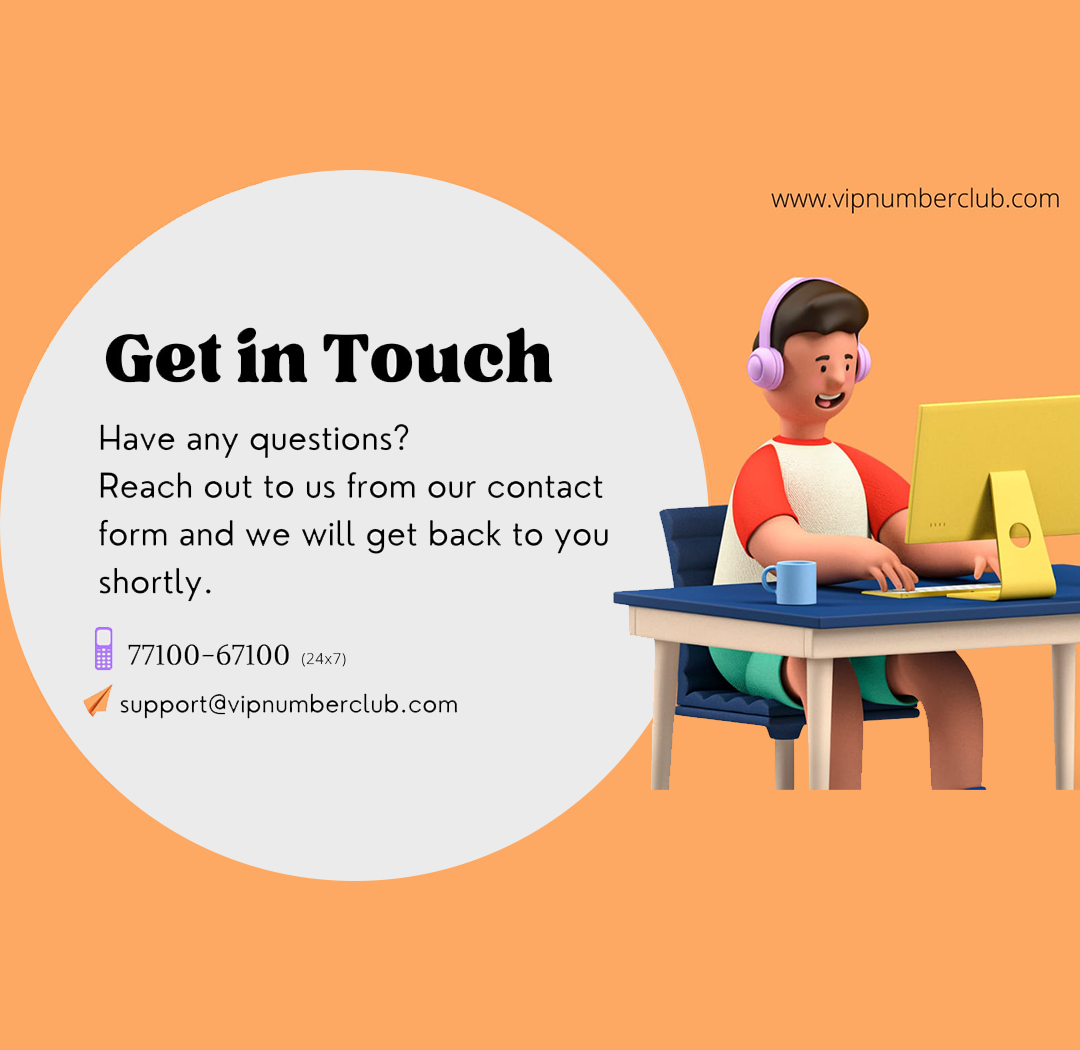 www.vipnumberclub.com
Get in Touch
Have any questions?
Reach out to us from our contact
form and we will get back to you
shortly.
77100-67100 (24x7)
support@vipnumberclub.com